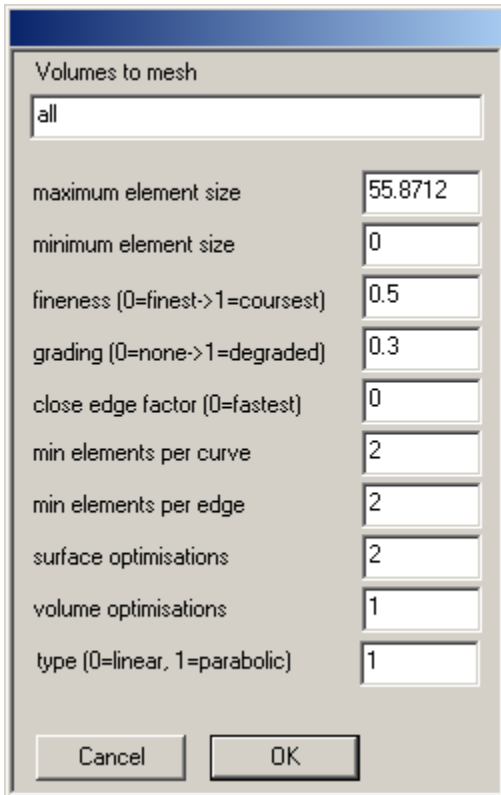 Volumes to mesh
all
maximum element size 55.8712
minimum element size 0
fineness (0=finest->1=coursest) 0.5
grading (0=none->1=degraded) 0.3
close edge factor (0=fastest) 0
min elements per curve 2
min elements per edge 2
surface optimisations 2
volume optimisations 1
type (0=linear, 1=parabolic) 1
Cancel OK